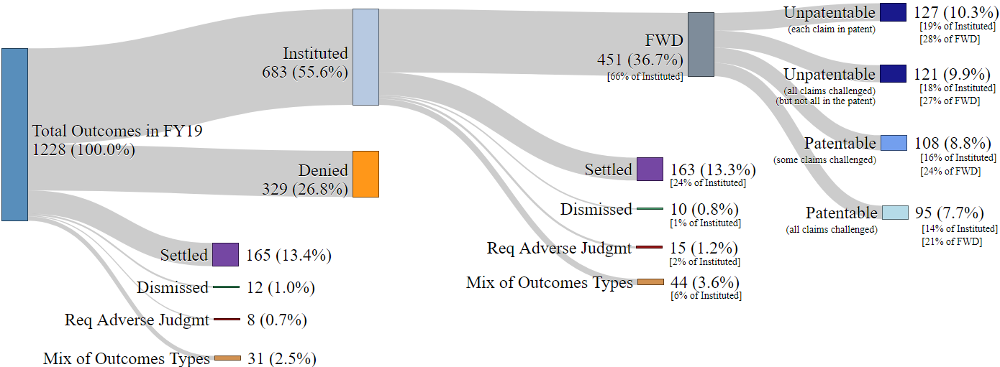 Total Outcomes in FY19
1228 (100.0%)
Instituted
683 (55.6%)
Denied
329 (26.8%)
Settled
165 (13.4%)
Dismissed
12 (1.0%)
Req Adverse Judgmt
8 (0.7%)
Mix of Outcomes Types
31 (2.5%)
FWD
451 (36.7%)
[66% of Instituted]
Settled
163 (13.3%)
[24% of Instituted]
Dismissed
10 (0.8%)
[1% of Instituted]
Req Adverse Judgmt
15 (1.2%)
[2% of Instituted]
Mix of Outcomes Types
44 (3.6%)
[6% of Instituted]
Unpatentable
(each claim in patent)
127 (10.3%)
[19% of Instituted]
[28% of FWD]
Unpatentable
(all claims challenged)
(but not all in the patent)
121 (9.9%)
[18% of Instituted]
[27% of FWD]
Patentable
(some claims challenged)
108 (8.8%)
[16% of Instituted]
[24% of FWD]
Patentable
(all claims challenged)
95 (7.7%)
[14% of Instituted]
[21% of FWD]